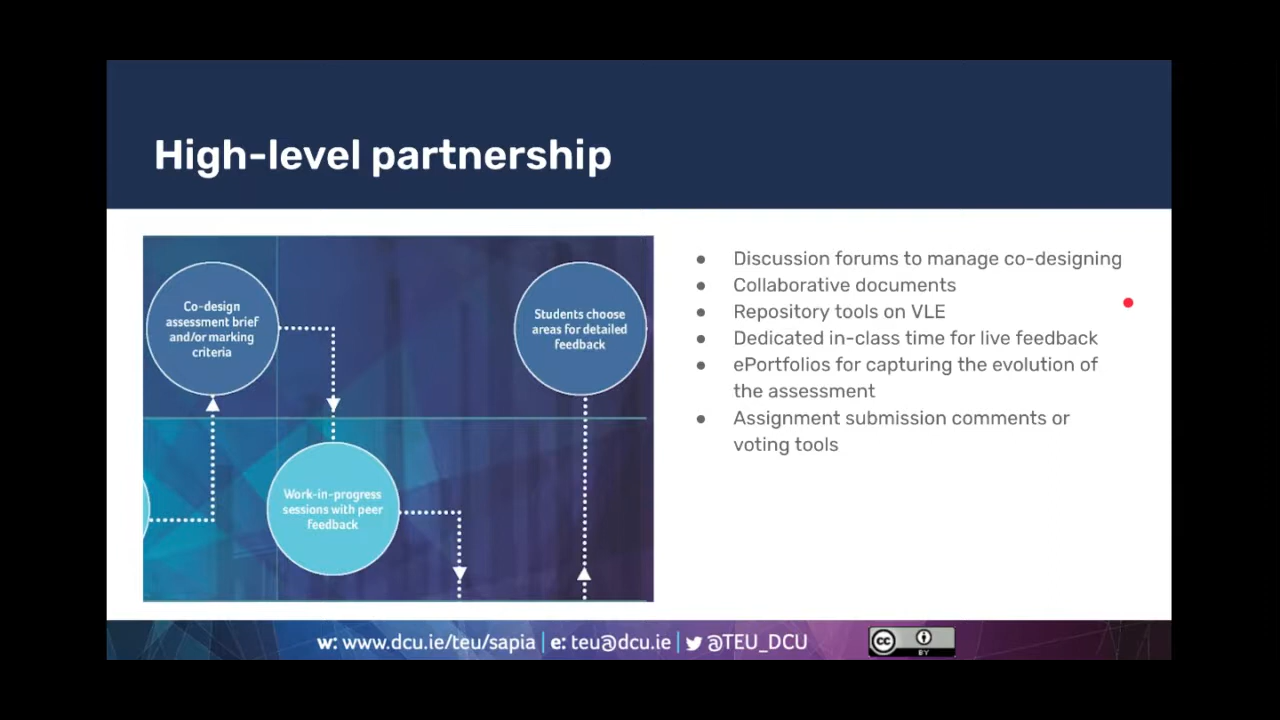 High-level partnership
Co-design
assessment brief
and/or marking
criteria
Students choose
areas for detailed
feedback
Work-in-progress
sessions with peer
feedback
● Discussion forums to manage co-designing
● Collaborative documents
● Repository tools on VLE
● Dedicated in-class time for live feedback
● ePortfolios for capturing the evolution of
the assessment
● Assignment submission comments or
voting tools
w: www.dcu.ie/teu/sapia | e: teu@dcu.ie | @TEU_DCU
cc BY